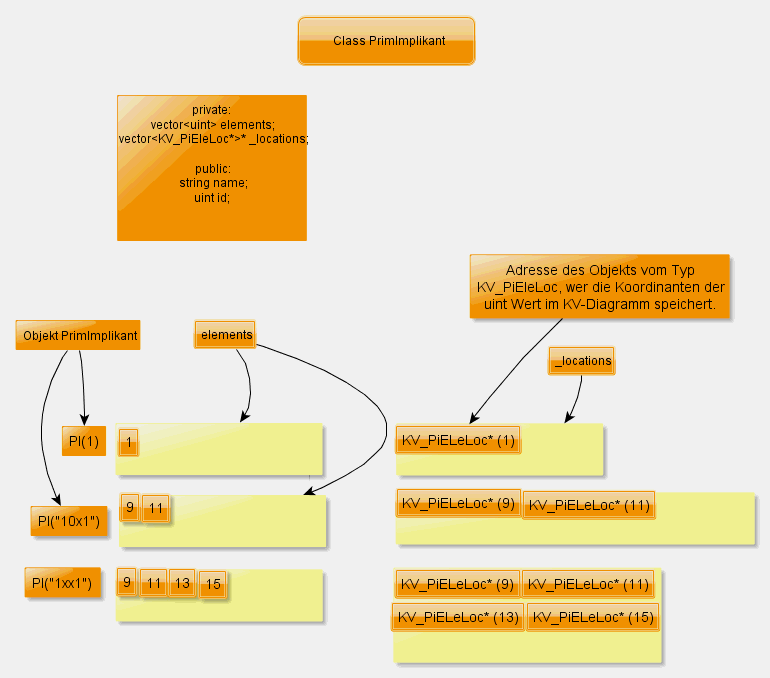 Class PrimImplikant
private:
vector<uint> elements;
vector<KV_PiEleLoc*>* _locations;
public:
string name;
uint id;
Adresse des Objekts vom Typ
KV_PiEleLoc, wer die Koordinanten der
uint Wert im KV-Diagramm speichert.
Objekt PrimImplikant
elements
_locations
PI(1)
1
KV_PiELeLoc* (1)
PI("10x1")
9 11
KV_PiELeLoc* (9) KV_PiELeLoc* (11)
PI("1xx1")
9 11 13 15
KV_PiELeLoc* (9) KV_PiELeLoc* (11)
KV_PiELeLoc* (13) KV_PiELeLoc* (15)